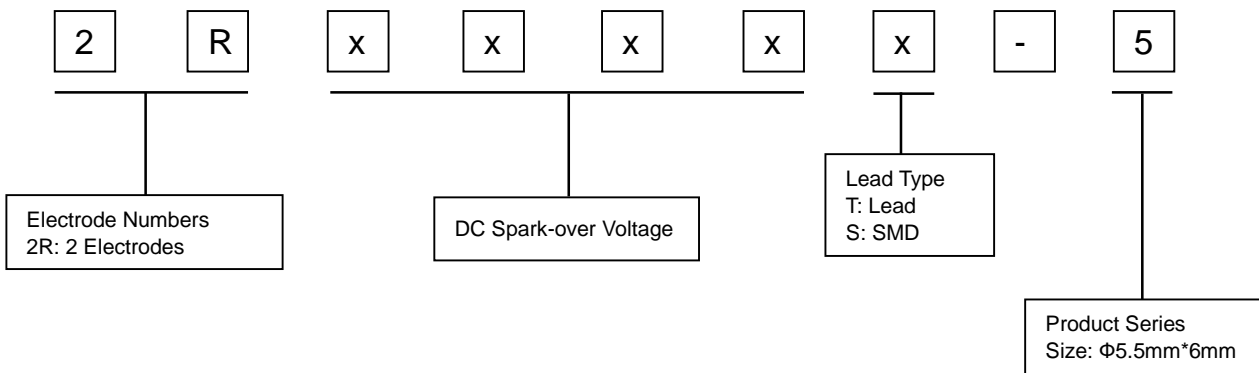 2 R x x x x x - 5
Electrode Numbers
2R: 2 Electrodes
DC Spark-over Voltage
Lead Type
T: Lead
S: SMD
Product Series
Size: Φ5.5mm*6mm